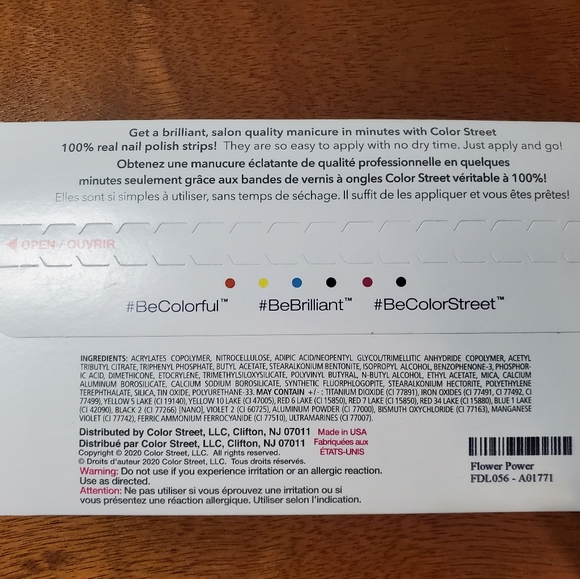 Get a brilliant, salon quality manicure in minutes with Color Street
100% real nail polish strips! They are so easy to apply with no dry time. Just apply and go!
Obtenez une manucure éclatante de qualité professionnelle en quelques
minutes seulement grâce aux bandes de vernis à ongles Color Street véritable à 100%!
Elles sont si simples à utiliser, sans temps de séchage. Il suffit de les appliquer et vous êtes prêtes!
OPEN / OUVRIR
#BeColorful™ #BeBrilliant™ #BeColorStreet™
INGREDIENTS: ACRYLATES COPOLYMER, NITROCELLULOSE, ADIPIC ACID/NEOPENTYL GLYCOL/TRIMELLITIC ANHYDRIDE COPOLYMER, ACETYL
TRIBUTYL CITRATE, TRIPHENYL PHOSPHATE, BUTYL ACETATE, STEARALKONIUM BENTONITE, ISOPROPYL ALCOHOL, BENZOPHENONE-3, PHOSPHOR-
IC ACID, DIMETHICONE, ETOCRYLENE, TRIMETHYLSILOXYSILICATE, POLYVINYL BUTYRAL, N-BUTYL ALCOHOL, ETHYL ACETATE, MICA, CALCIUM
ALUMINUM BOROSILICATE, CALCIUM SODIUM BOROSILICATE, SYNTHETIC FLUORPHLOGOPITE, STEARALKONIUM HECTORITE, POLYETHYLENE
TEREPHTHALATE, SILICA, TIN OXIDE, POLYURETHANE-33. MAY CONTAIN +/- : TITANIUM DIOXIDE (CI 77891), IRON OXIDES (CI 77491, CI 77492, CI
77499), YELLOW 5 LAKE (CI 19140), YELLOW 10 LAKE (CI 47005), RED 6 LAKE (CI 15850), RED 7 LAKE (CI 15850), RED 34 LAKE (CI 15880), BLUE 1 LAKE
(CI 42090), BLACK 2 (CI 77266) [NANO], VIOLET 2 (CI 60725), ALUMINUM POWDER (CI 77000), BISMUTH OXYCHLORIDE (CI 77163), MANGANESE
VIOLET (CI 77742), FERRIC AMMONIUM FERROCYANIDE (CI 77510), ULTRAMARINES (CI 77007).
Distributed by Color Street, LLC, Clifton, NJ 07011 Made in USA
Distribué par Color Street, LLC, Clifton, NJ 07011 Fabriquées aux
ÉTATS-UNIS
Copyright © 2020 Color Street, LLC. All rights reserved.
© Droits d'auteur 2020 Color Street, LLC. Tous droits réservés.
Warning: Do not use if you experience irritation or an allergic reaction.
Use as directed.
Attention: Ne pas utiliser si vous éprouvez une irritation ou si
vous présentez une réaction allergique. Utiliser selon l'indication.
Flower Power
FDL056 - A01771